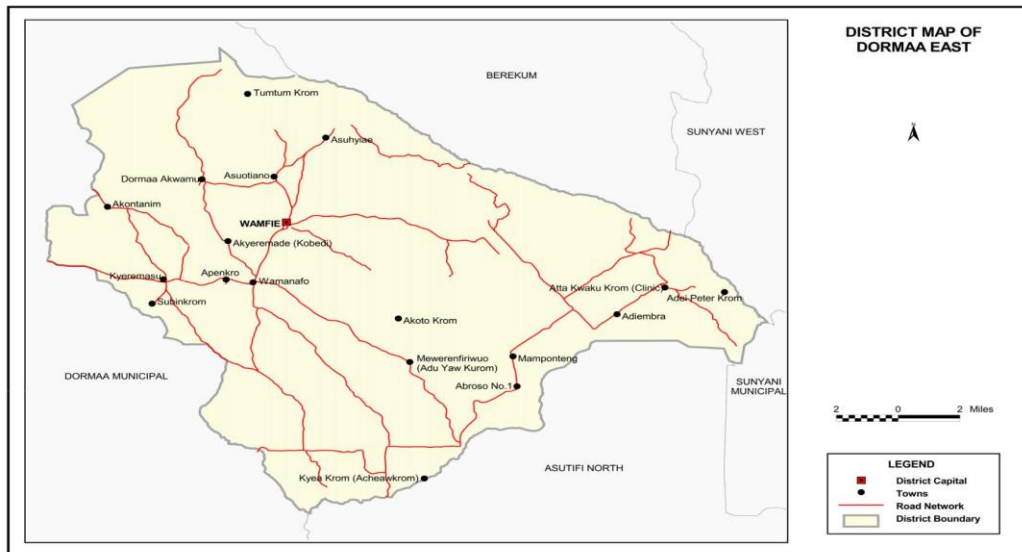 DISTRICT MAP OF
DORMAA EAST
BEREKUM
Tumtum Krom
SUNYANI WEST
N
Asuhyiae
Dormaa Akwamu
Asuotiano
Akontanim
WAMFIE
Akyeremade (Kobedi)
Kyeremasu
Apenkro
Wamanafo
Atta Kwaku Krom (Clinic)
Adei Peter Krom
Subinkrom
Akoto Krom
Adiembra
Mewerenfiriwuo
(Adu Yaw Kurom)
Mamponteng
DORMAA MUNICIPAL
Abroso No.1
SUNYANI
MUNICIPAL
2 0 2 Miles
ASUTIFI NORTH
Kyea Krom (Acheawkrom)
LEGEND
District Capital
Towns
Road Network
District Boundary